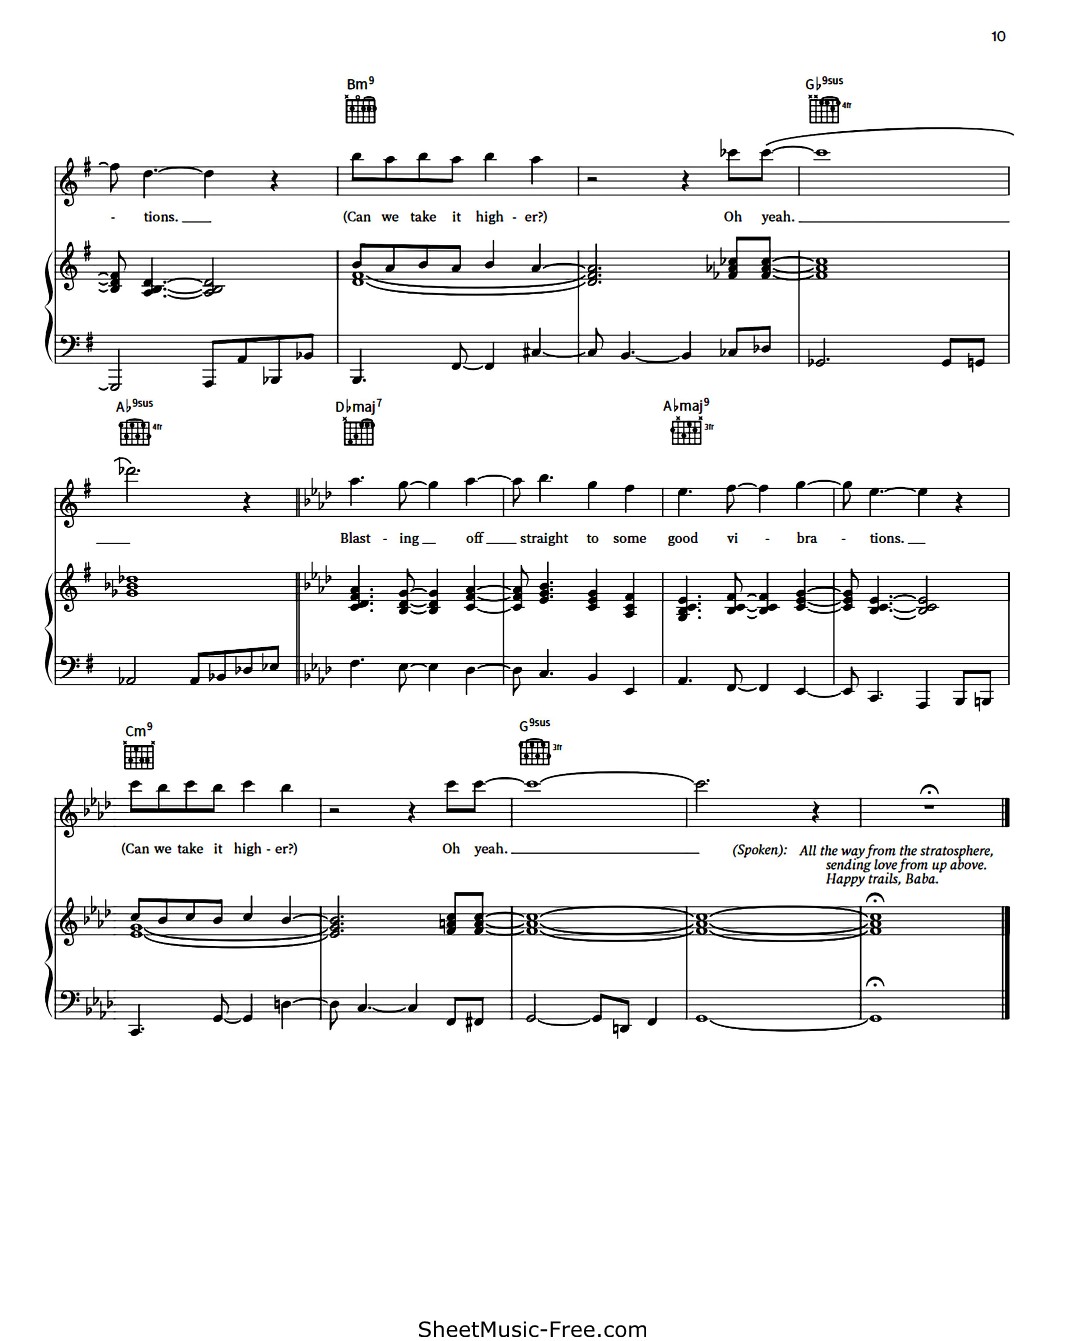 10
Bm9 G♭9sus
4fr
- tions. (Can we take it high - er?) Oh yeah.
A♭9sus D♭maj7 A♭maj9
4fr 3fr
Blast - ing off straight to some good vi - bra - tions.
Cm9 G9sus
3fr
(Can we take it high - er?) Oh yeah. (Spoken): All the way from the stratosphere,
sending love from up above.
Happy trails, Baba.
SheetMusic-Free.com